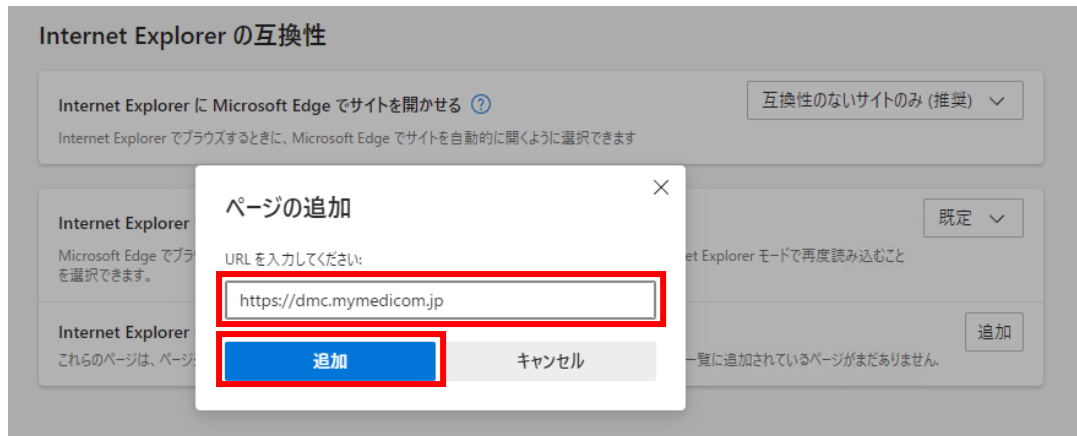 Internet Explorer の互換性
Internet Explorer に Microsoft Edge でサイトを開かせる ?
互換性のないサイトのみ (推奨)
Internet Explorer でブラウズするときに、Microsoft Edge でサイトを自動的に開くように選択できます
ページの追加
Internet Explorer
既定
Microsoft Edge でブラ
URL を入力してください:
et Explorer モードで再度読み込むこと
を選択できます。
https://dmc.mymedicom.jp
Internet Explorer
追加
追加
キャンセル
これらのページは、ページ
一覧に追加されているページがまだありません.